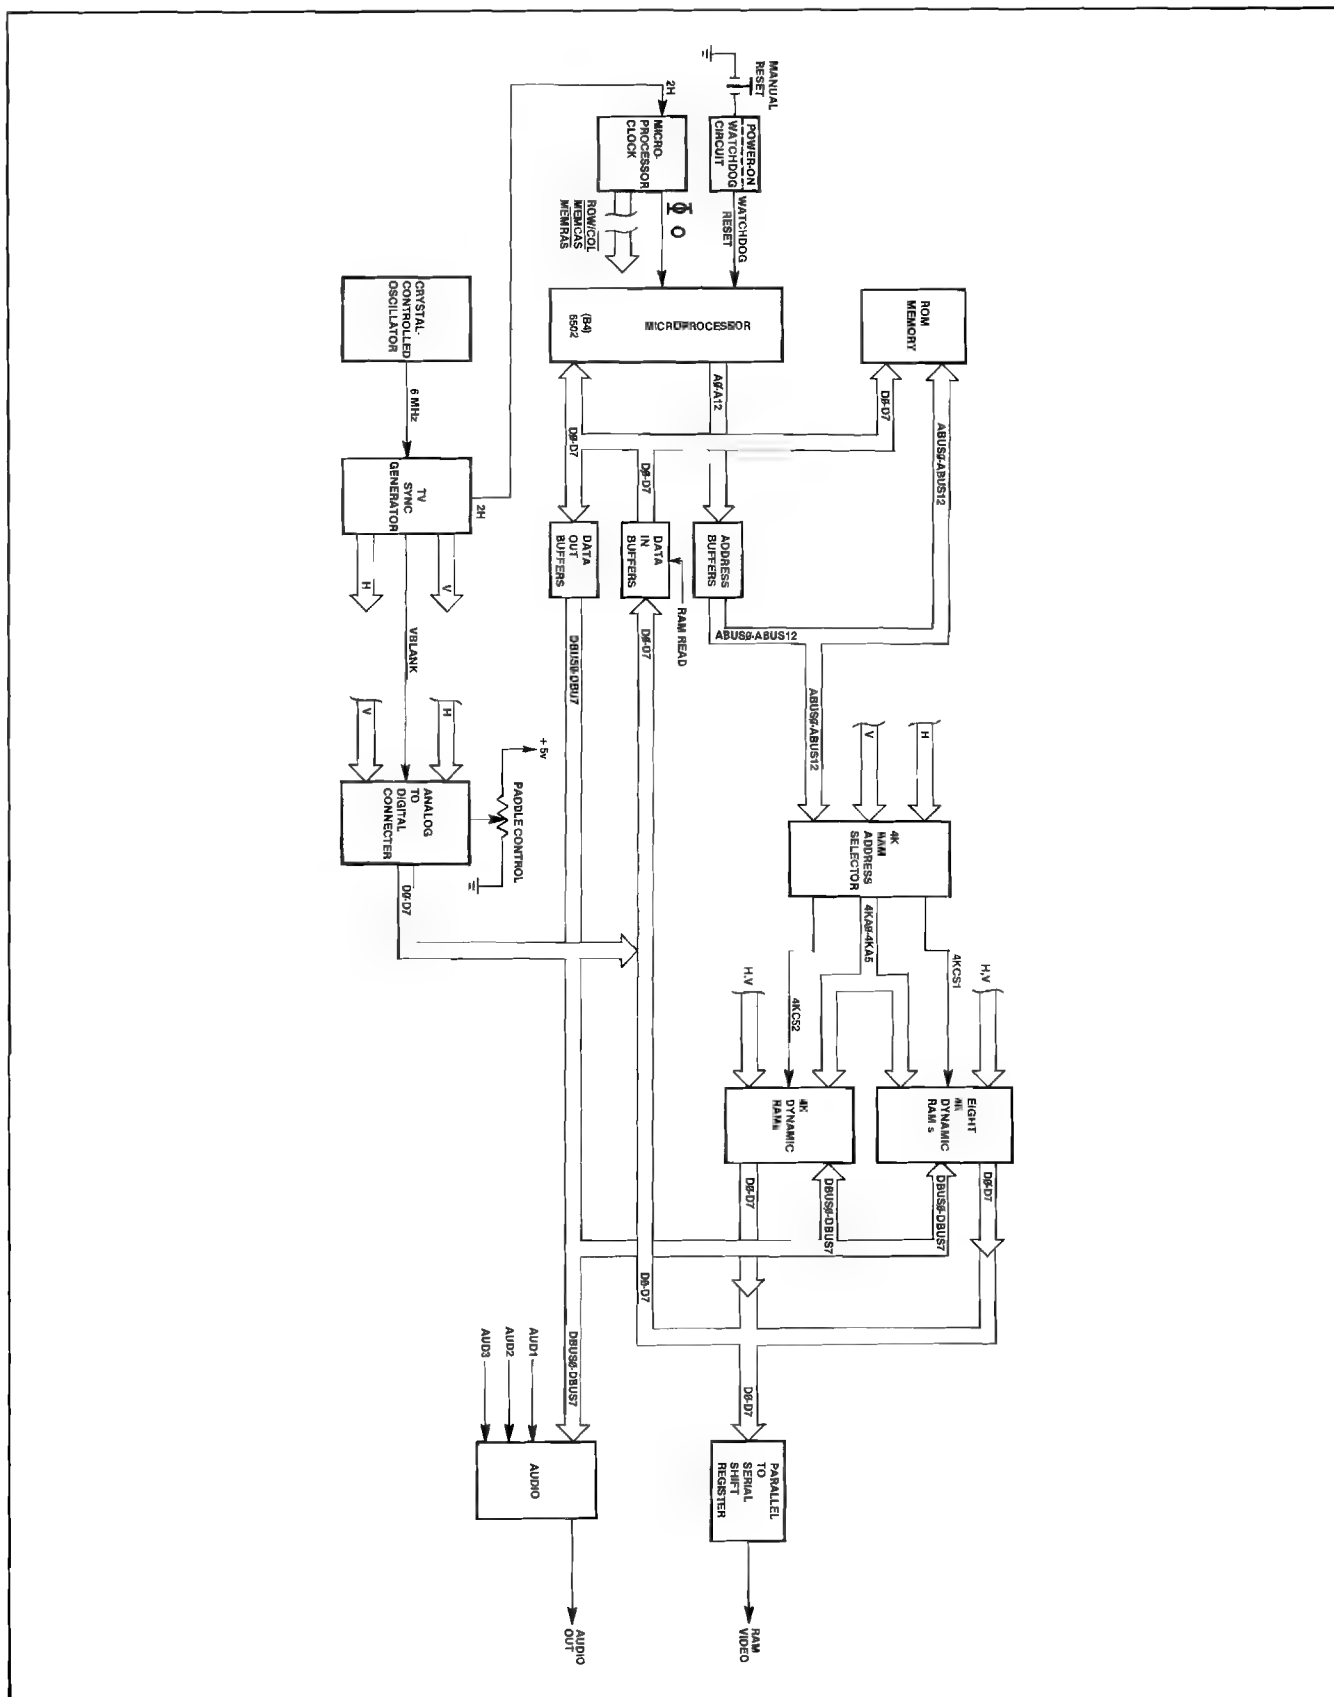 MANUAL
RESET
POWER-ON
WATCHDOG
CIRCUIT
WATCHDOG
RESET
2H
MICRO-
PROCESSOR
CLOCK
Φ 0
ROW/COL
MEMCAS
MEMRAS
CRYSTAL-
CONTROLLED
OSCILLATOR
6 MHz
TV
SYNC
GENERATOR
2H
V
H
VBLANK
MICROPROCESSOR
(B4)
6502
ROM
MEMORY
AØ-A12
DØ-D7
DØ-D7
DØ-D7
ABUSØ-ABUS12
ADDRESS
BUFFERS
DATA
IN
BUFFERS
DATA
OUT
BUFFERS
RAM READ
ABUSØ-ABUS12
DØ-D7
DBUSØ-DBU7
ABUSØ-ABUS12
H
V
H
V
+ 5v
PADDLE CONTROL
ANALOG
TO
DIGITAL
CONNECTER
DØ-D7
4K
RAM
ADDRESS
SELECTOR
4KAØ-4KA5
4KCS1
4KC52
H,V
H,V
EIGHT
4K
DYNAMIC
RAM s
4K
DYNAMIC
RAMs
DØ-D7
DBUSØ-DBUS7
DBUSØ-DBUS7
DØ-D7
DØ-D7
DØ-D7
DBUSØ-DBUS7
AUD1
AUD2
AUD3
AUDIO
PARALLEL
TO
SERIAL
SHIFT
REGISTER
RAM
VIDEO
AUDIO
OUT